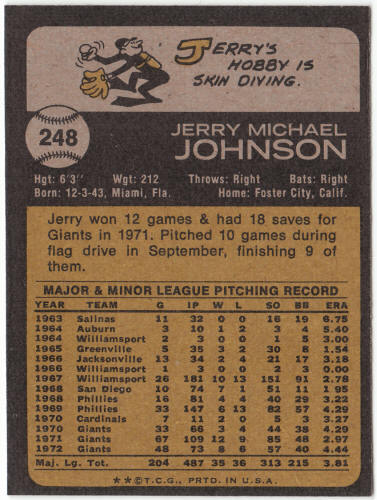 JERRY'S
HOBBY IS
SKIN DIVING.
248
JERRY MICHAEL
JOHNSON
Hgt: 6'3" Wgt: 212 Throws: Right Bats: Right
Born: 12-3-43, Miami, Fla. Home: Foster City, Calif.
Jerry won 12 games & had 18 saves for
Giants in 1971. Pitched 10 games during
flag drive in September, finishing 9 of
them.
MAJOR & MINOR LEAGUE PITCHING RECORD
YEAR TEAM G IP W L SO BB ERA
1963 Salinas 11 32 0 0 16 19 6.75
1964 Auburn 3 10 1 2 3 4 5.40
1964 Williamsport 2 1 5 3.00
1965 Greenville 5 35 3 2 30 8 1.54
1966 Jacksonville 13 34 2 4 21 17 3.18
1966 Williamsport 1 3 0 0 3 2 0.00
1967 Williamsport 26 181 10 13 151 91 2.78
1968 San Diego 10 74 7 1 51 11 1.95
1968 Phillies 16 81 4 4 40 29 3.22
1969 Phillies 33 147 6 13 82 57 4.29
1970 Cardinals 7 11 2 0 5 3 3.27
1970 Giants 33 3 4 44 38 4.29
1971 Giants 67 109 12 9 85 48 2.97
1972 Giants 48 73 8 6 57 40 4.44
Maj. Lg. Tot. 204 487 35 36 313 215 3.81
**©T.C.G., PRTD. IN U.S.A.